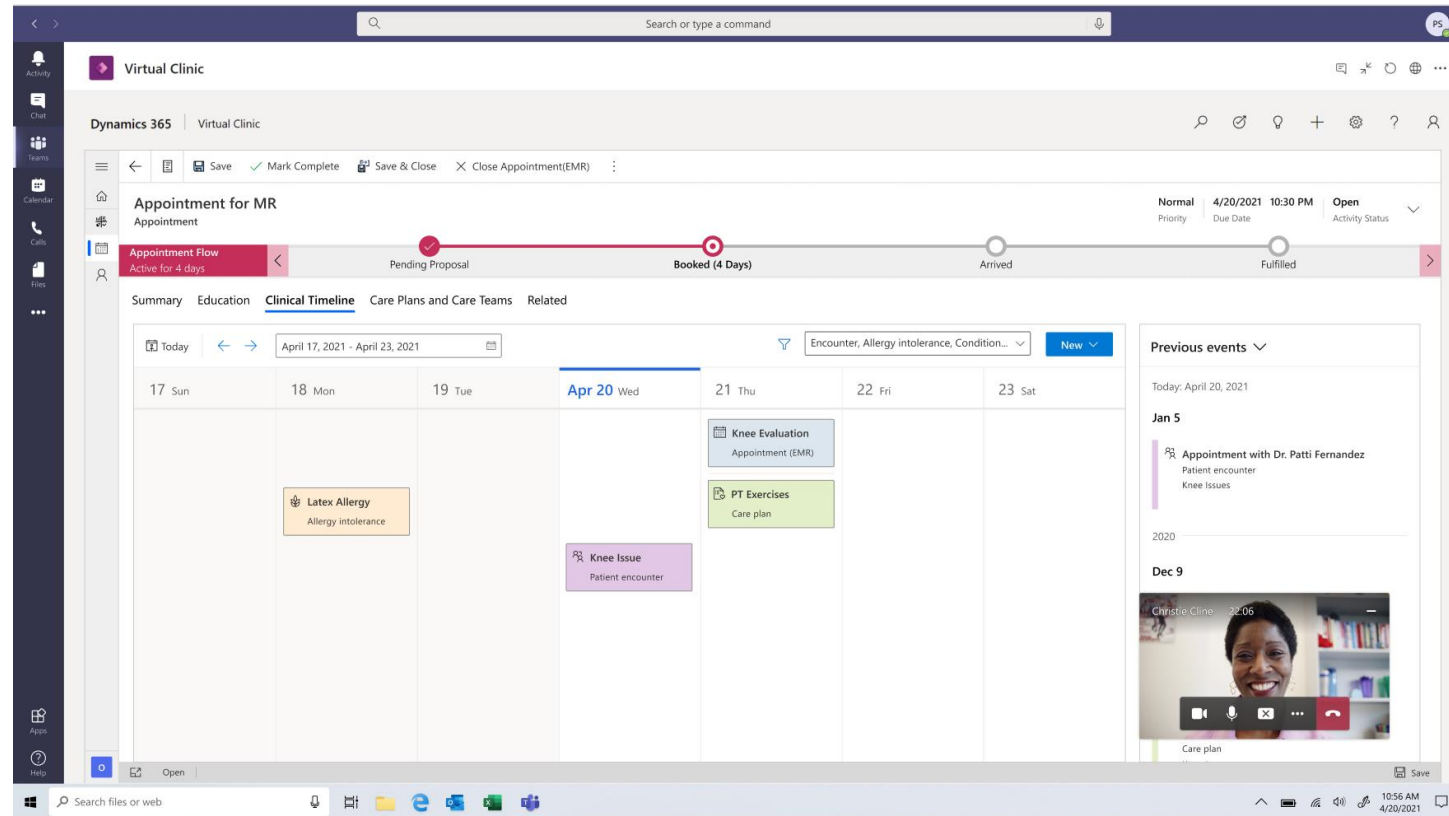 Search or type a command
PS
Activity
Chat
Teams
Calendar
Calls
Files
Apps
Help
Virtual Clinic
Dynamics 365 Virtual Clinic
Save Mark Complete Save & Close Close Appointment(EMR)
Appointment for MR
Appointment
Normal 4/20/2021 10:30 PM Open
Priority Due Date Activity Status
Appointment Flow
Active for 4 days
Pending Proposal Booked (4 Days) Arrived Fulfilled
Summary Education Clinical Timeline Care Plans and Care Teams Related
Today April 17, 2021 - April 23, 2021 Encounter, Allergy intolerance, Condition... New
17 Sun 18 Mon 19 Tue Apr 20 Wed 21 Thu 22 Fri 23 Sat
Knee Evaluation
Appointment (EMR)
Latex Allergy
Allergy intolerance
PT Exercises
Care plan
Knee Issue
Patient encounter
Previous events
Today: April 20, 2021
Jan 5
Appointment with Dr. Patti Fernandez
Patient encounter
Knee Issues
2020
Dec 9
Christie Cline 22:06
Care plan
O Open Save
Search files or web
10:56 AM
4/20/2021